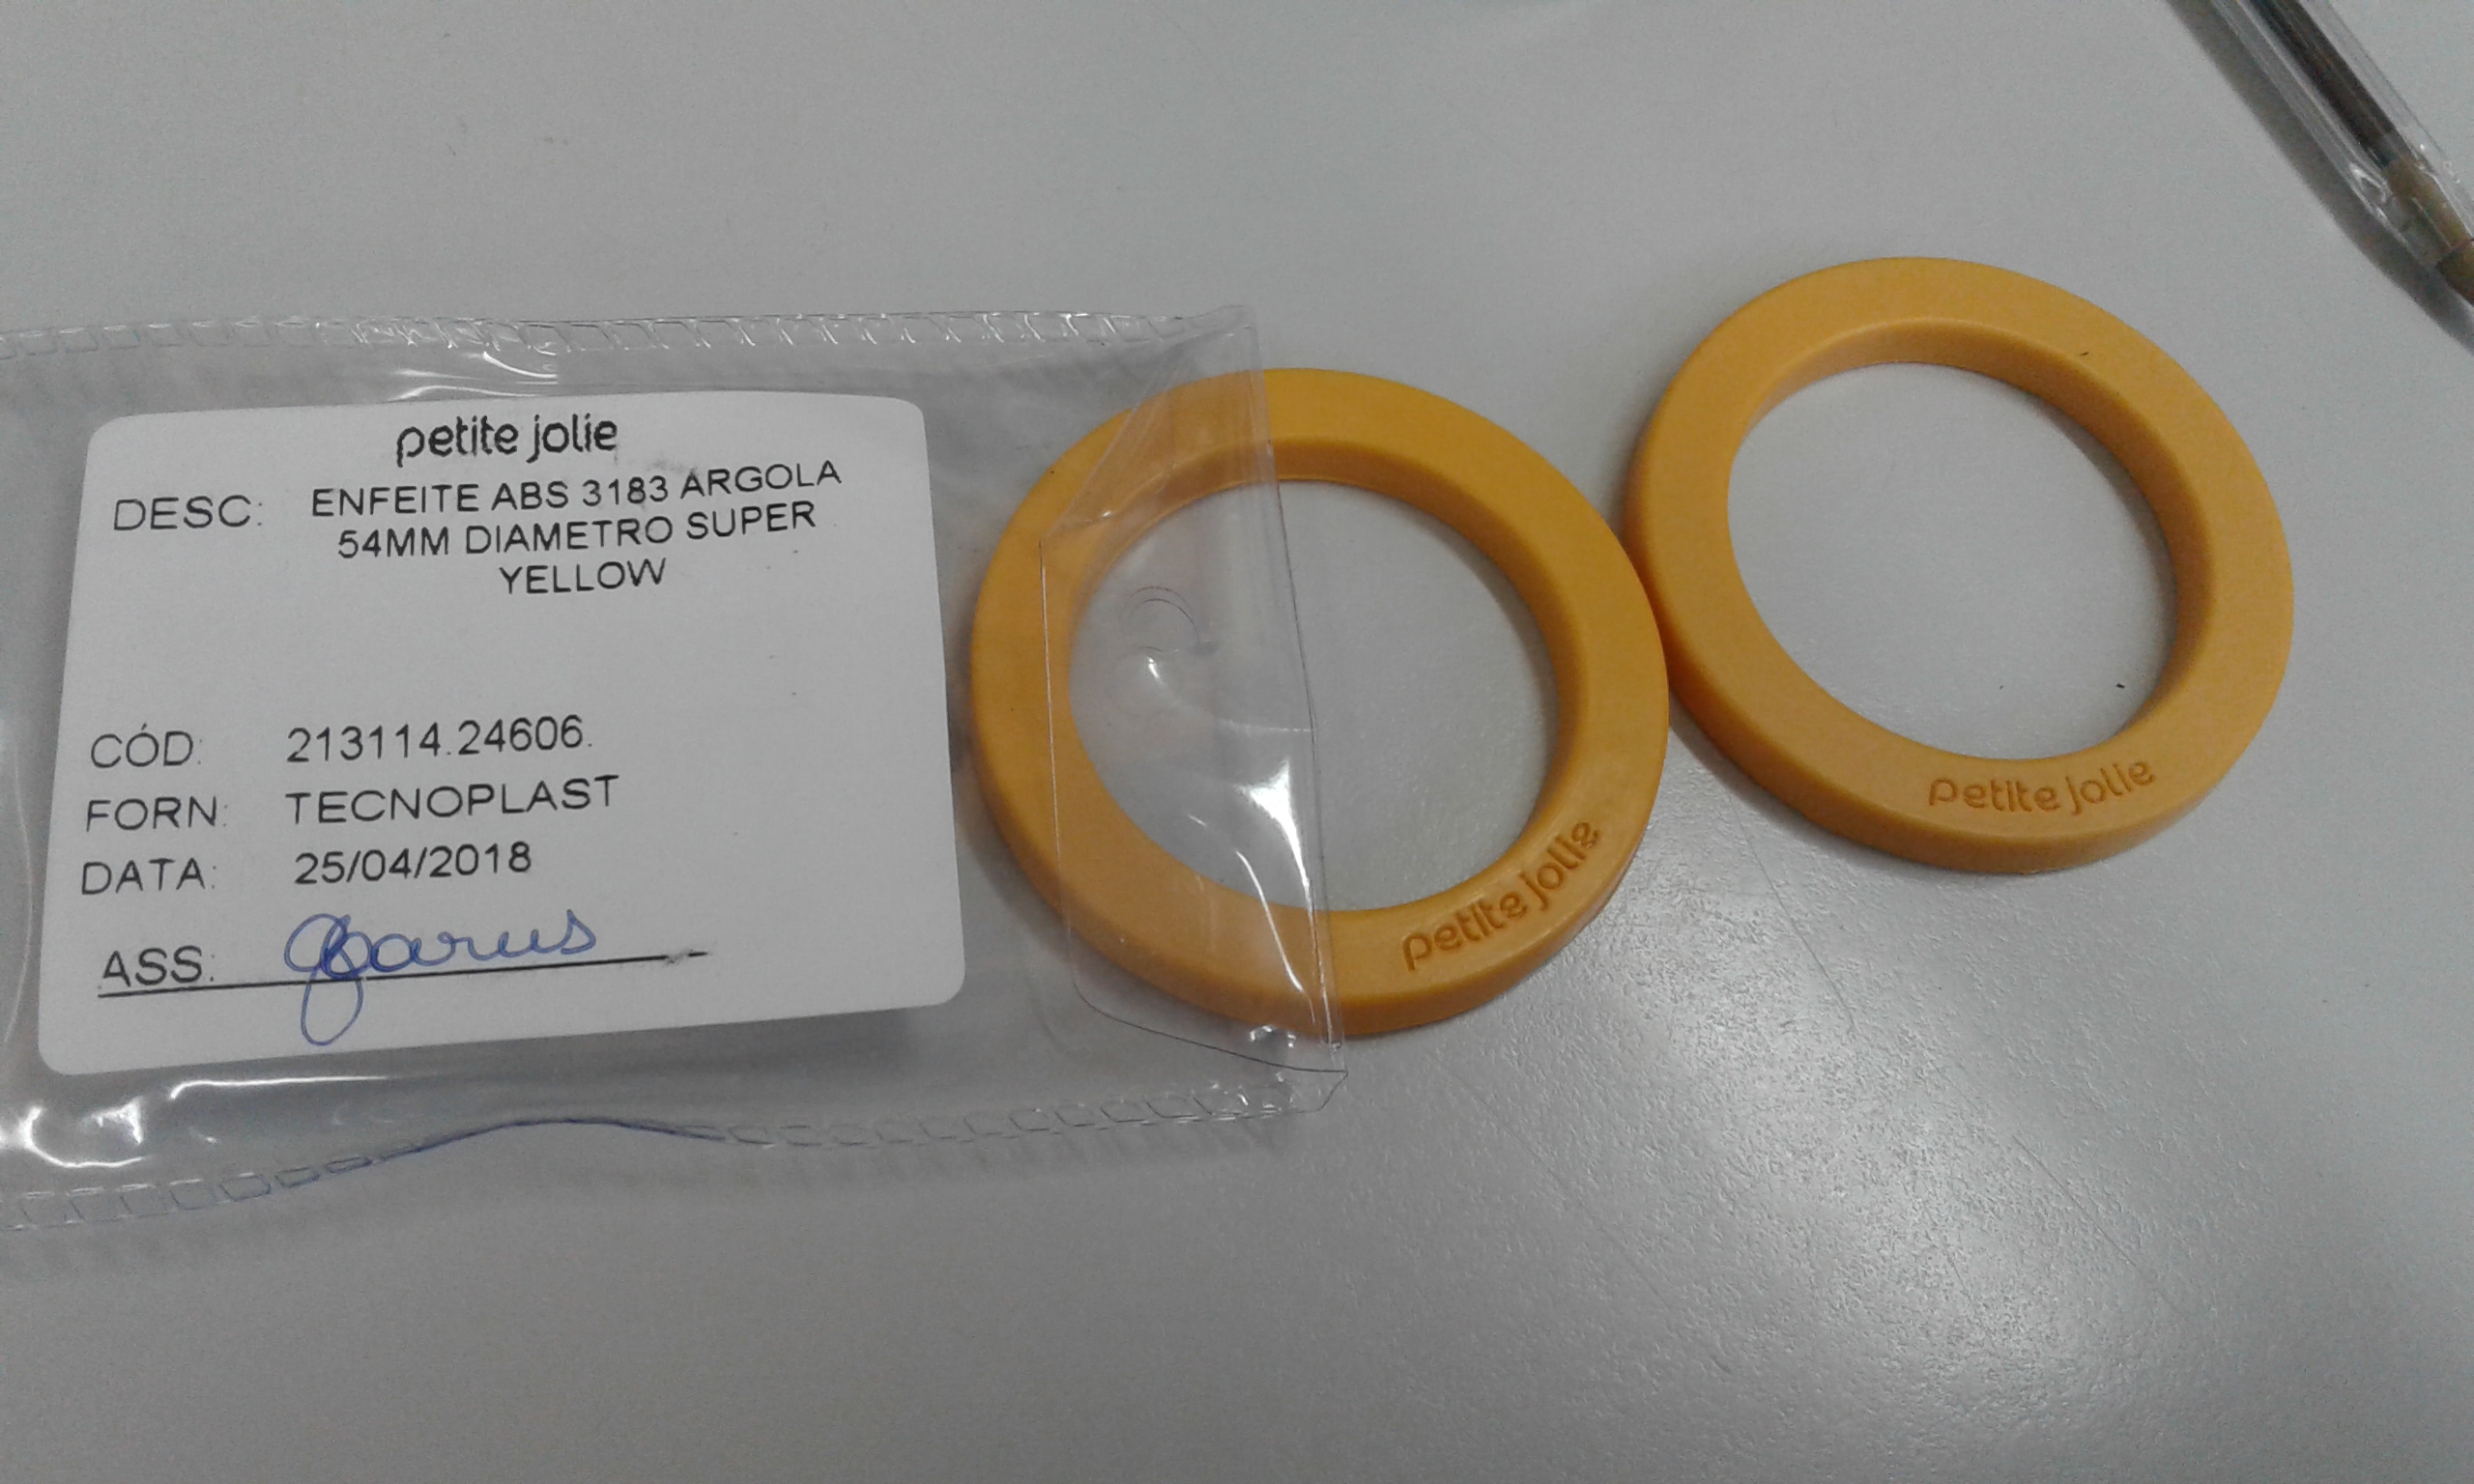 petite jolie
DESC: ENFEITE ABS 3183 ARGOLA
54MM DIAMETRO SUPER
YELLOW
CÓD: 213114.24606.
FORN: TECNOPLAST
DATA: 25/04/2018
ASS:
petite jolie
petite jolie